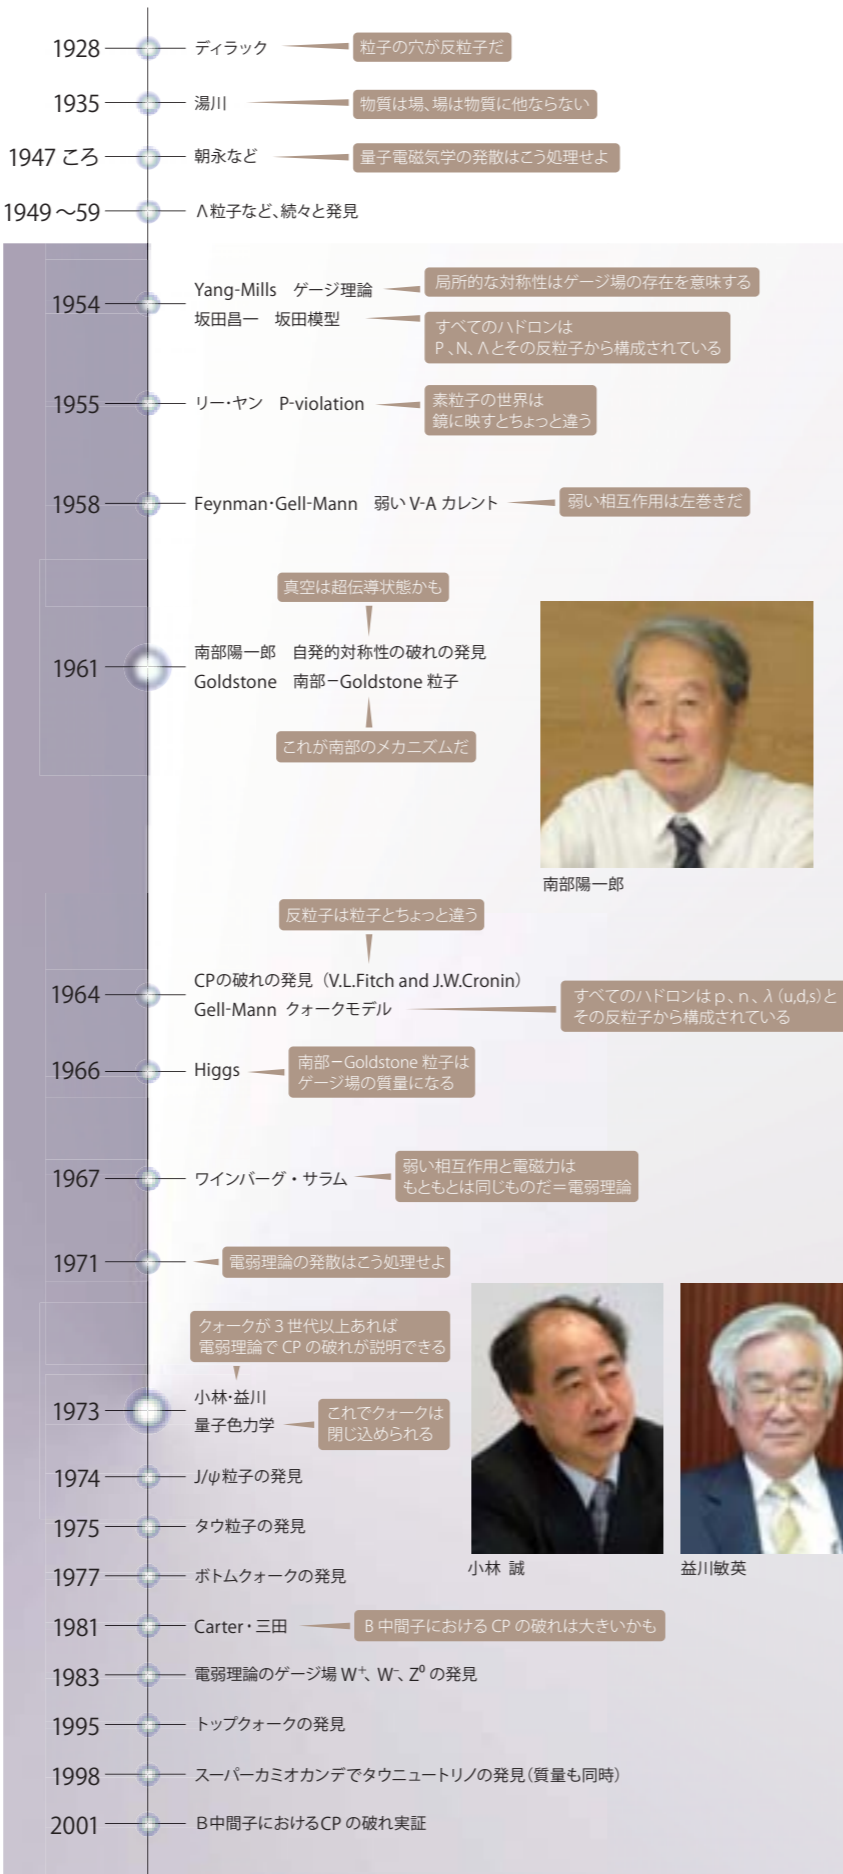 1928
ディラック
粒子の穴が反粒子だ
1935
湯川
物質は場、場は物質に他ならない
1947 ころ
朝永など
量子電磁気学の発散はこう処理せよ
1949 ～59
Λ粒子など、続々と発見
1954
Yang-Mills　ゲージ理論
局所的な対称性はゲージ場の存在を意味する
坂田昌一　坂田模型
すべてのハドロンは
P 、N、Λとその反粒子から構成されている
1955
リー・ヤン　P-violation
素粒子の世界は
鏡に映すとちょっと違う
1958
Feynman・Gell-Mann　弱い V-A カレント
弱い相互作用は左巻きだ
真空は超伝導状態かも
1961
南部陽一郎　自発的対称性の破れの発見
Goldstone　南部ーGoldstone 粒子
これが南部のメカニズムだ
南部陽一郎
反粒子は粒子とちょっと違う
1964
CPの破れの発見（V.L.Fitch and J.W.Cronin）
Gell-Mann クォークモデル
すべてのハドロンは p 、n 、λ (u,d,s)と
その反粒子から構成されている
1966
Higgs
南部ーGoldstone 粒子は
ゲージ場の質量になる
1967
ワインバーグ・サラム
弱い相互作用と電磁力は
もともとは同じものだ＝電弱理論
1971
電弱理論の発散はこう処理せよ
クォークが 3 世代以上あれば
電弱理論で CP の破れが説明できる
1973
小林・益川
量子色力学
これでクォークは
閉じ込められる
1974
J/ψ粒子の発見
1975
タウ粒子の発見
小林 誠
益川敏英
1977
ボトムクォークの発見
1981
Carter・三田
B 中間子における CP の破れは大きいかも
1983
電弱理論のゲージ場 W⁺、W⁻、Z⁰ の発見
1995
トップクォークの発見
1998
スーパーカミオカンデでタウニュートリノの発見（質量も同時）
2001
B中間子におけるCP の破れ実証